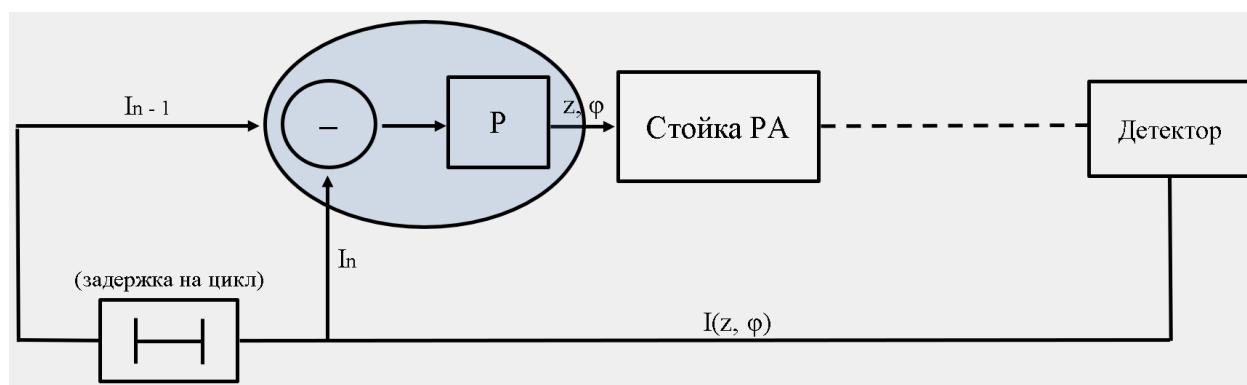 In - 1
–
P
z, φ
Стойка РА
Детектор
In
(задержка на цикл)
I(z, φ)